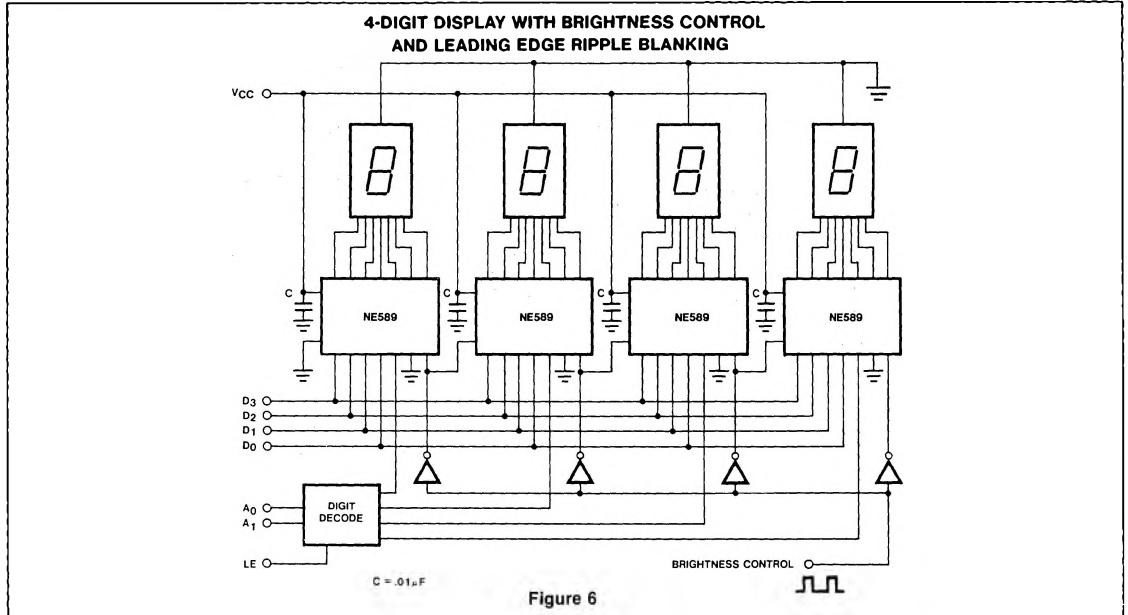 4-DIGIT DISPLAY WITH BRIGHTNESS CONTROL
AND LEADING EDGE RIPPLE BLANKING
VCC
C
C
C
C
NE589
NE589
NE589
NE589
D3
D2
D1
D0
A0
A1
DIGIT
DECODE
LE
BRIGHTNESS CONTROL
C = .01µF
Figure 6